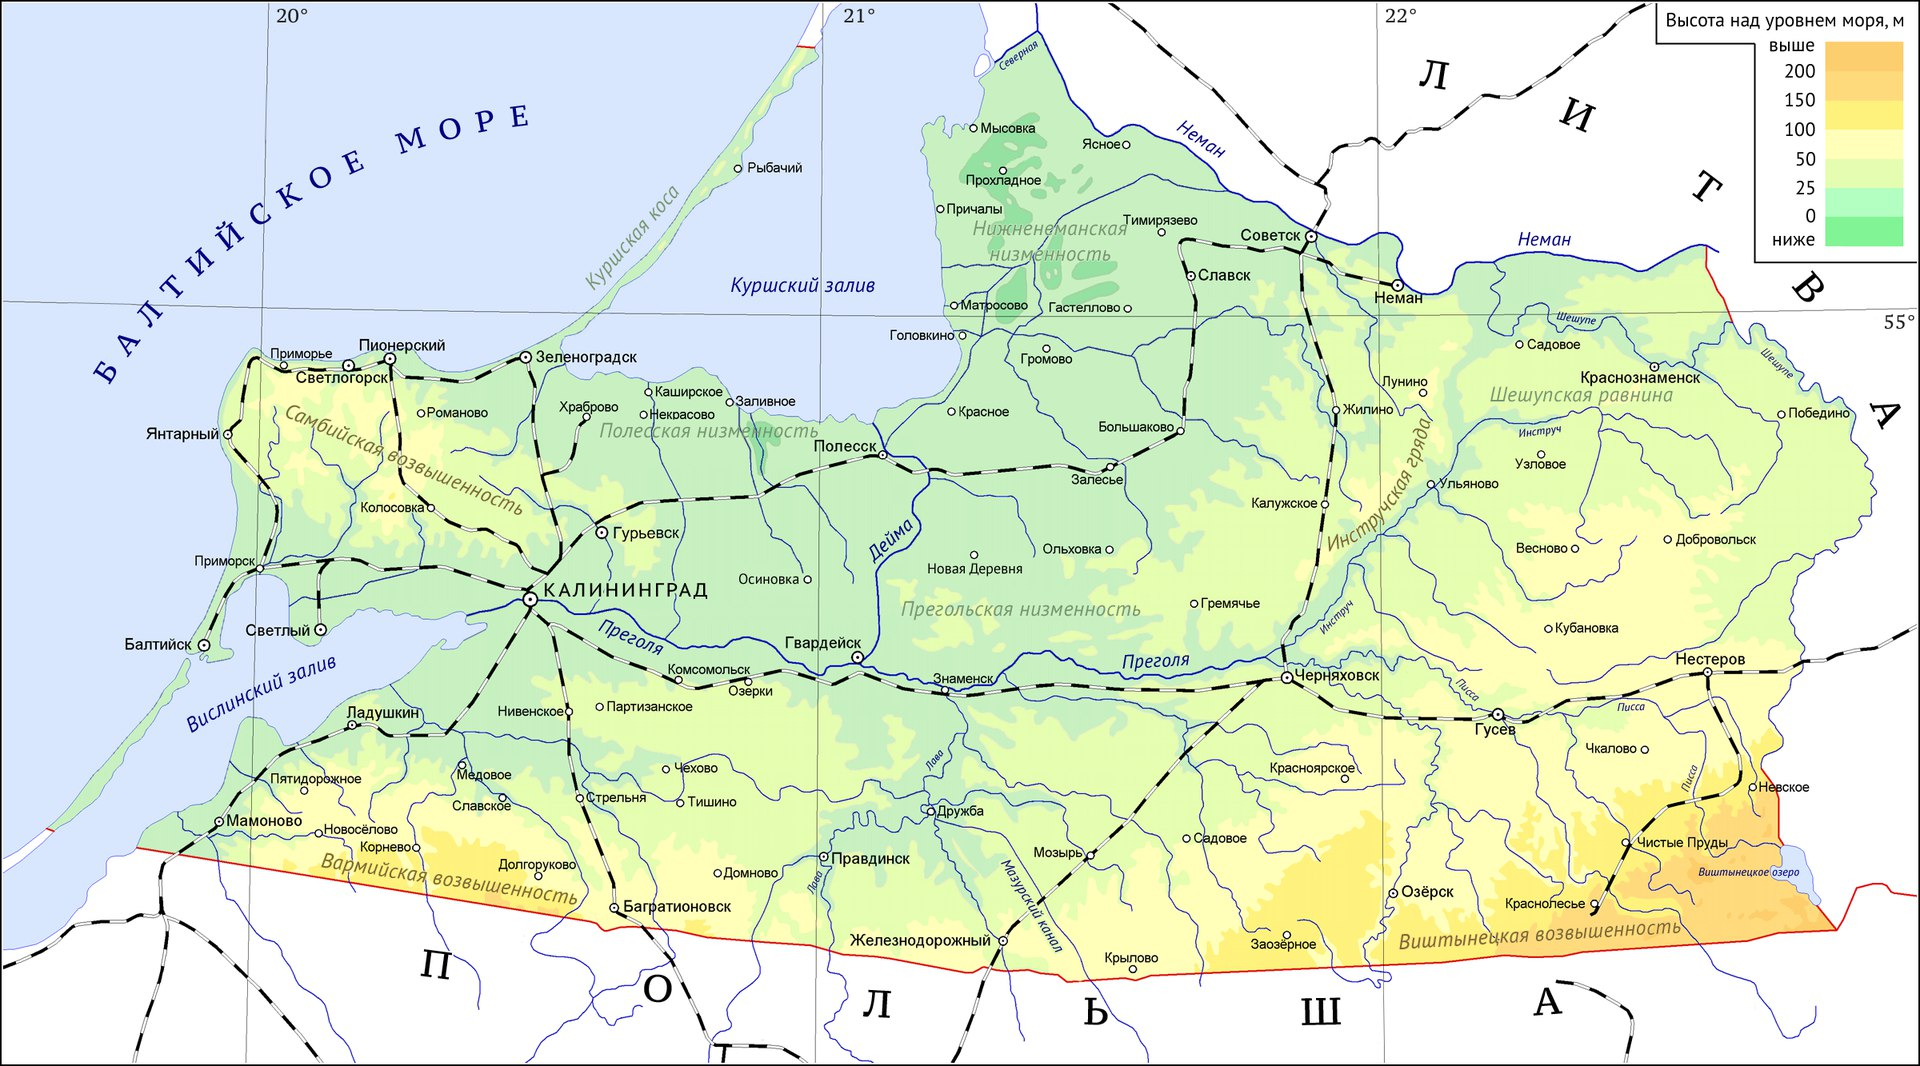 20°
21°
22°
55°
Высота над уровнем моря, м
выше
200
150
100
50
25
0
ниже
БАЛТИЙСКОЕ МОРЕ
ЛИТВА
ПОЛЬША
Северная
Мысовка
Ясное
Неман
Рыбачий
Прохладное
Куршская коса
Причалы
Тимирязево
Нижненеманская
низменность
Советск
Неман
Куршский залив
Славск
Неман
Матросово
Гастеллово
Шешупе
Головкино
Громово
Садовое
Шешупе
Приморье
Пионерский
Зеленоградск
Светлогорск
Краснознаменск
Лунино
Шешупская равнина
Каширское
Заливное
Храброво
Некрасово
Романово
Красное
Жилино
Победино
Самбийская возвышенность
Полесская низменность
Большаково
Инструч
Янтарный
Полесск
Узловое
Залесье
Ульяново
Инстручская гряда
Колосовка
Калужское
Гурьевск
Дейма
Ольховка
Весново
Добровольск
Приморск
Новая Деревня
Осиновка
КАЛИНИНГРАД
Прегольская низменность
Гремячье
Инструч
Светлый
Кубановка
Балтийск
Преголя
Гвардейск
Преголя
Нестеров
Вислинский залив
Комсомольск
Озерки
Знаменск
Черняховск
Писса
Писса
Ладушкин
Нивенское
Партизанское
Гусев
Чкалово
Лава
Пятидорожное
Медовое
Чехово
Красноярское
Писса
Невское
Славское
Стрельня
Тишино
Дружба
Мамоново
Новосёлово
Корнево
Садовое
Чистые Пруды
Мозырь
Правдинск
Долгоруково
Вармийская возвышенность
Домново
Лава
Мазурский канал
Виштынецкое озеро
Озёрск
Краснолесье
Багратионовск
Железнодорожный
Заозёрное
Виштынецкая возвышенность
Крылово